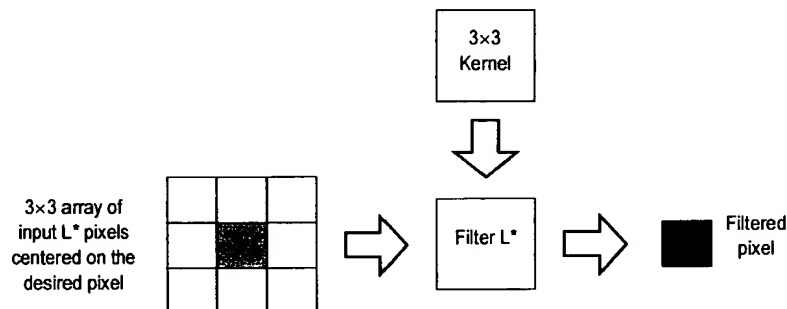 3×3
Kernel
3×3 array of
input L* pixels
centered on the
desired pixel
Filter L*
Filtered
pixel